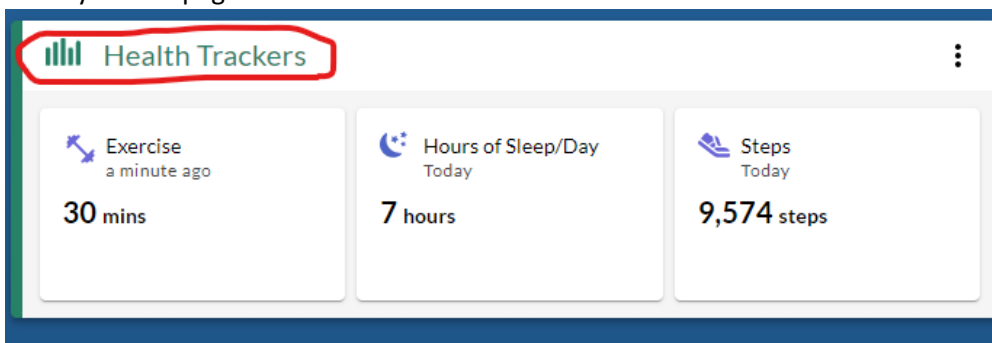 Health Trackers
Exercise
a minute ago
30 mins
Hours of Sleep/Day
Today
7 hours
Steps
Today
9,574 steps